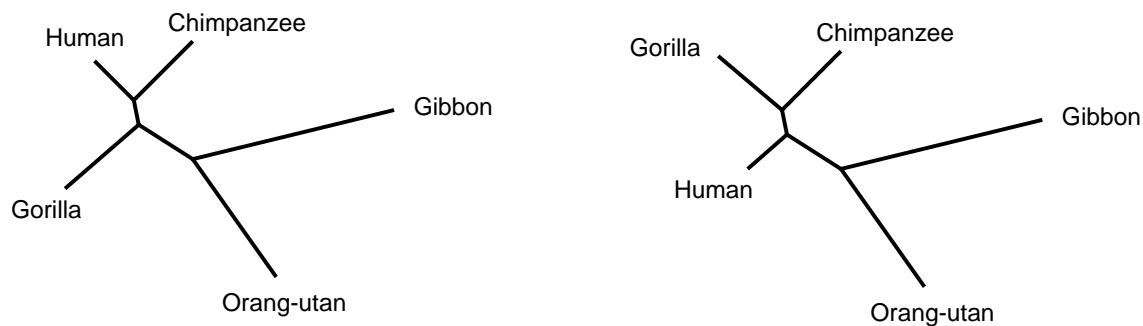 Human
Chimpanzee
Gibbon
Gorilla
Orang-utan
Gorilla
Chimpanzee
Gibbon
Human
Orang-utan